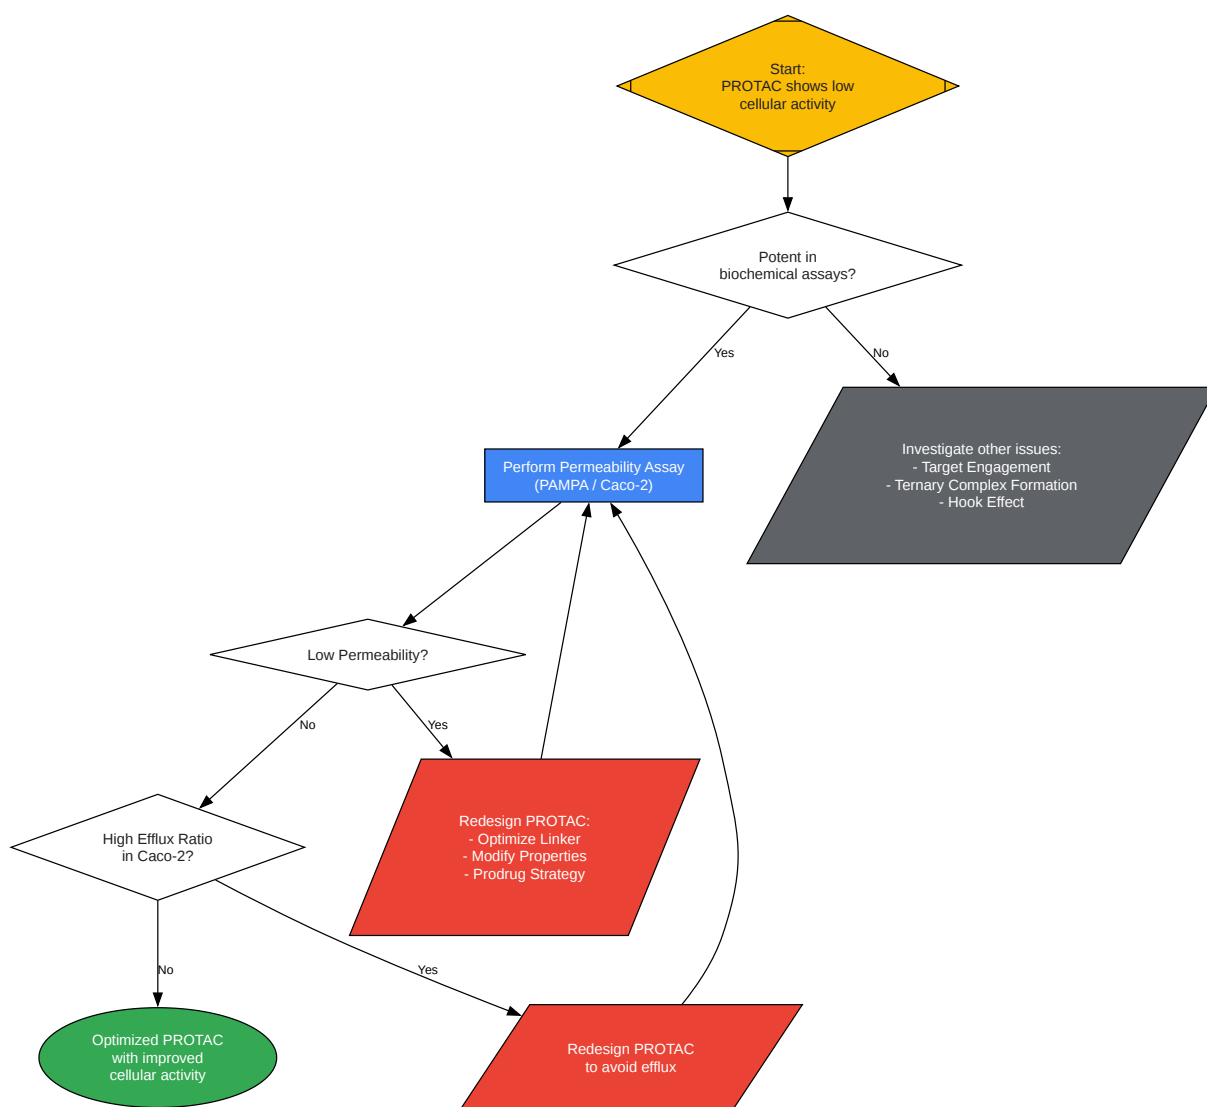 Start:
PROTAC shows low
cellular activity
Potent in
biochemical assays?
Yes
No
Perform Permeability Assay
(PAMPA / Caco-2)
Investigate other issues:
- Target Engagement
- Ternary Complex Formation
- Hook Effect
Low Permeability?
No
Yes
High Efflux Ratio
in Caco-2?
Redesign PROTAC:
- Optimize Linker
- Modify Properties
- Prodrug Strategy
No
Yes
Optimized PROTAC
with improved
cellular activity
Redesign PROTAC
to avoid efflux